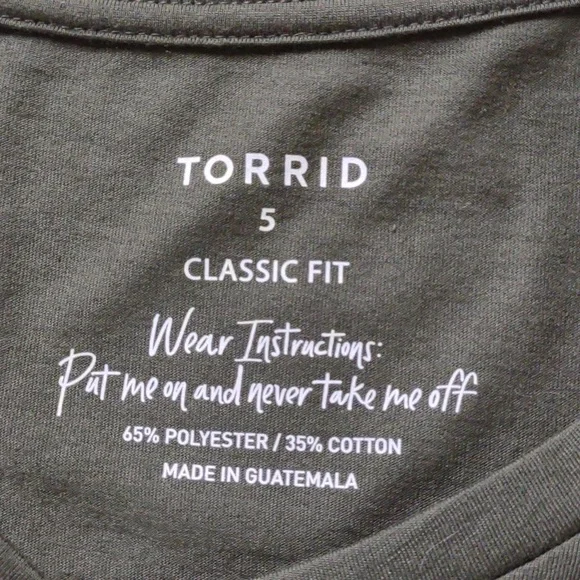 TORRID
5
CLASSIC FIT
Wear Instructions:
Put me on and never take me off
65% POLYESTER / 35% COTTON
MADE IN GUATEMALA